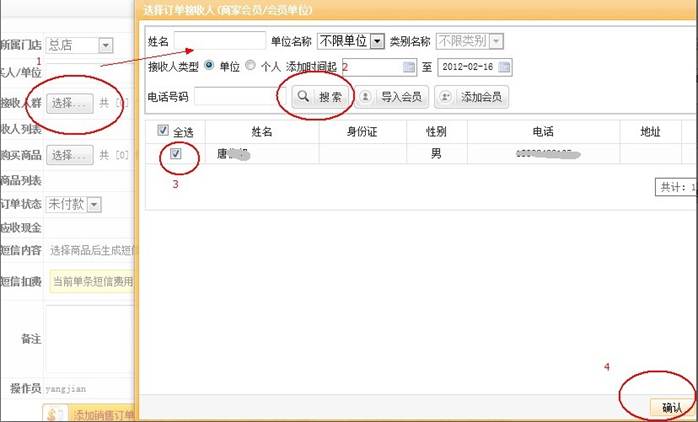 选择订单接收人(商家会员/会员单位)
所属门店 总店
1
买人/单位
接收人群 选择... 共 [0]
收人列表
购买商品 选择... 共 [0]
商品列表
订单状态 未付款
应收现金
短信内容 选择商品后生成短信
短信扣费 当前单条短信费用
备注
操作员 yangjian
添加销售订单
姓名 单位名称 不限单位 类别名称 不限类别
接收人类型 单位 个人 添加时间起 2 至 2012-02-16
电话号码 搜索 导入会员 添加会员
全选 姓名 身份证 性别 电话 地址
唐 男
3
共计: 1
4
确认